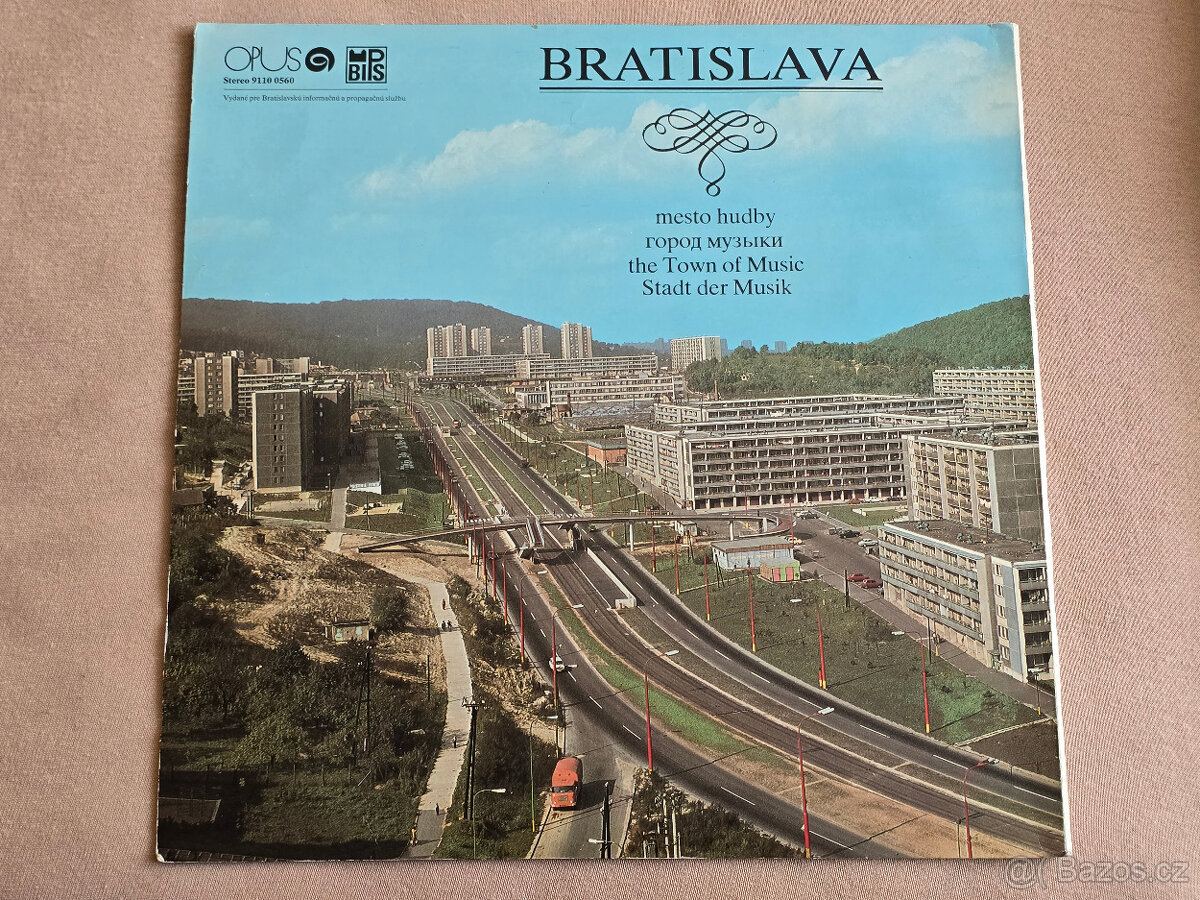 OPUS
Stereo 9110 0560
BIPS
Vydané pre Bratislavskú informačnú a propagačnú službu
BRATISLAVA
mesto hudby
город музыки
the Town of Music
Stadt der Musik
@( Bazos.cz